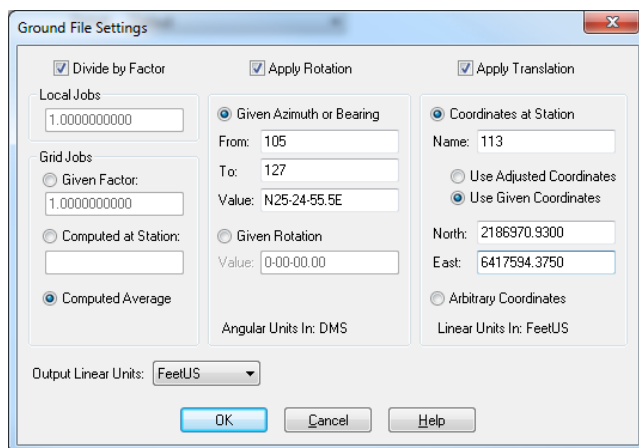 Ground File Settings
Divide by Factor
Apply Rotation
Apply Translation
Local Jobs
1.0000000000
Grid Jobs
Given Factor:
1.0000000000
Computed at Station:
Computed Average
Given Azimuth or Bearing
From: 105
To: 127
Value: N25-24-55.5E
Given Rotation
Value: 0-00-00.00
Angular Units In: DMS
Coordinates at Station
Name: 113
Use Adjusted Coordinates
Use Given Coordinates
North: 2186970.9300
East: 6417594.3750
Arbitrary Coordinates
Linear Units In: FeetUS
Output Linear Units: FeetUS
OK
Cancel
Help